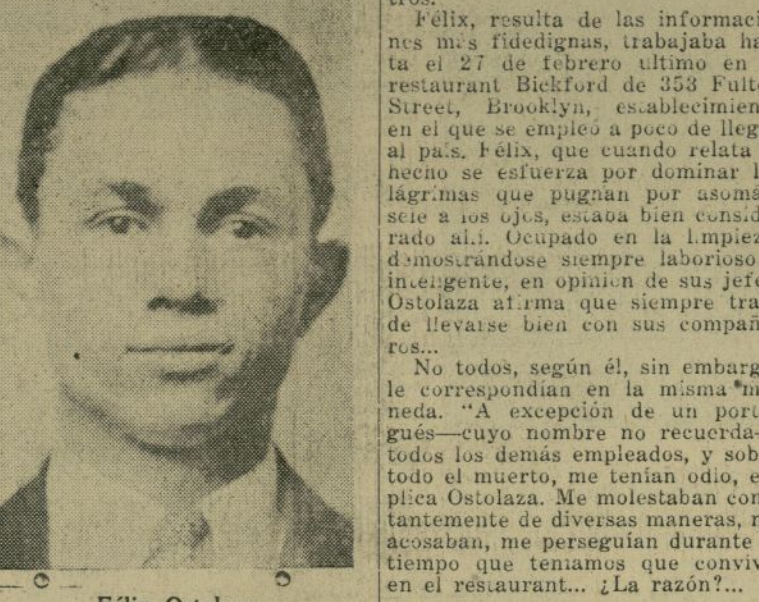 tros.
Félix, resulta de las informaci
nes más fidedignas, trabajaba ha
ta el 27 de febrero ultimo en
restaurant Bickford de 353 Fult
Street, Brooklyn, establecimien
en el que se empleó a poco de lleg
al país. Félix, que cuando relata
hecho se esfuerza por dominar l
lágrimas que pugnan por asomá
sele a los ojos, estaba bien consid
rado allí. Ocupado en la limpiez
demostrándose siempre laborioso
inteligente, en opinión de sus jefe
Ostolaza afirma que siempre tra
de llevarse bien con sus compañ
ros...
No todos, según él, sin embarg
le correspondían en la misma m
neda. "A excepción de un port
gués—cuyo nombre no recuerda—
todos los demás empleados, y sob
todo el muerto, me tenían odio, e
plica Ostolaza. Me molestaban con
tantemente de diversas maneras, m
acosaban, me perseguían durante
tiempo que teníamos que conviv
en el restaurant... ¿La razón?...
Félix Ostol